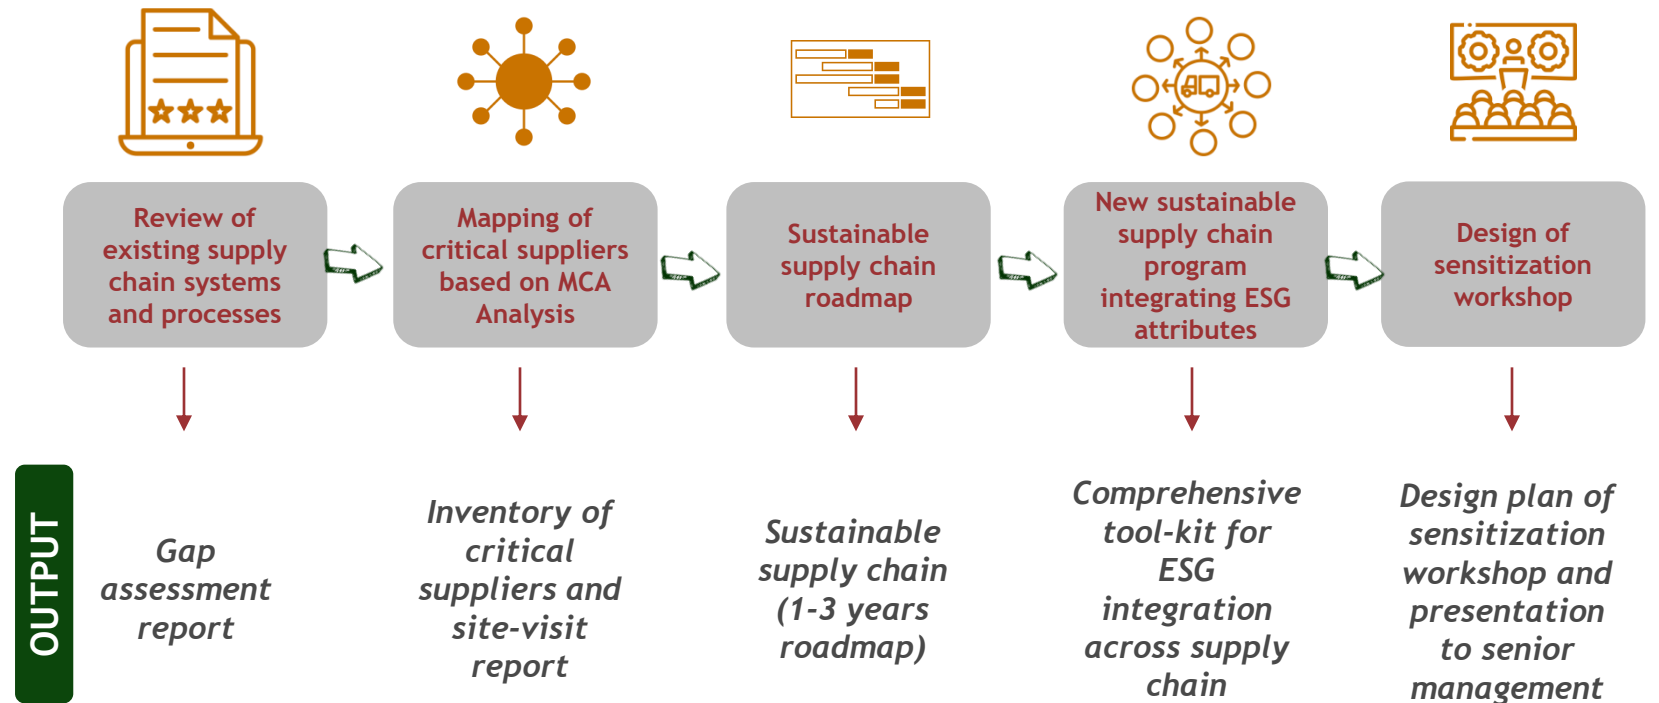 Review of
existing supply
chain systems
and processes
Mapping of
critical suppliers
based on MCA
Analysis
Sustainable
supply chain
roadmap
New sustainable
supply chain
program
integrating ESG
attributes
Design of
sensitization
workshop
OUTPUT
Gap
assessment
report
Inventory of
critical
suppliers and
site-visit
report
Sustainable
supply chain
(1-3 years
roadmap)
Comprehensive
tool-kit for
ESG
integration
across supply
chain
Design plan of
sensitization
workshop and
presentation
to senior
management